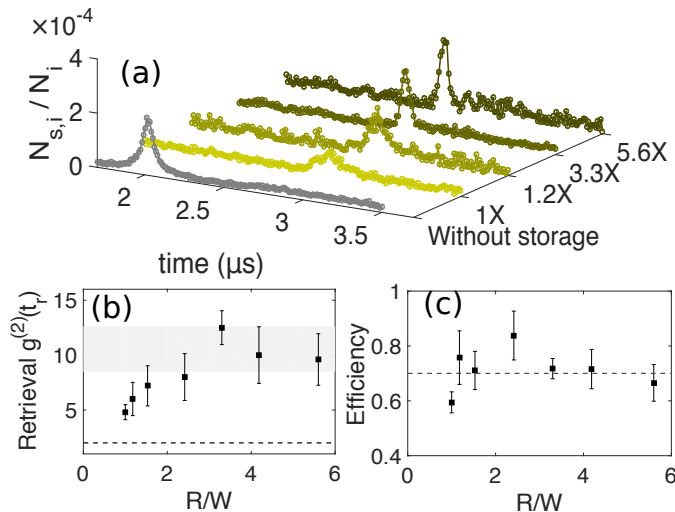 ×10⁻⁴
4
2
0
N_{s,i} / N_i
(a)
2
2.5
3
3.5
time (μs)
Without storage
1X
1.2X
3.3X
5.6X
(b)
15
10
5
0
2
4
6
Retrieval g⁽²⁾(t_r)
R/W
(c)
1
0.8
0.6
0.4
0
2
4
6
Efficiency
R/W